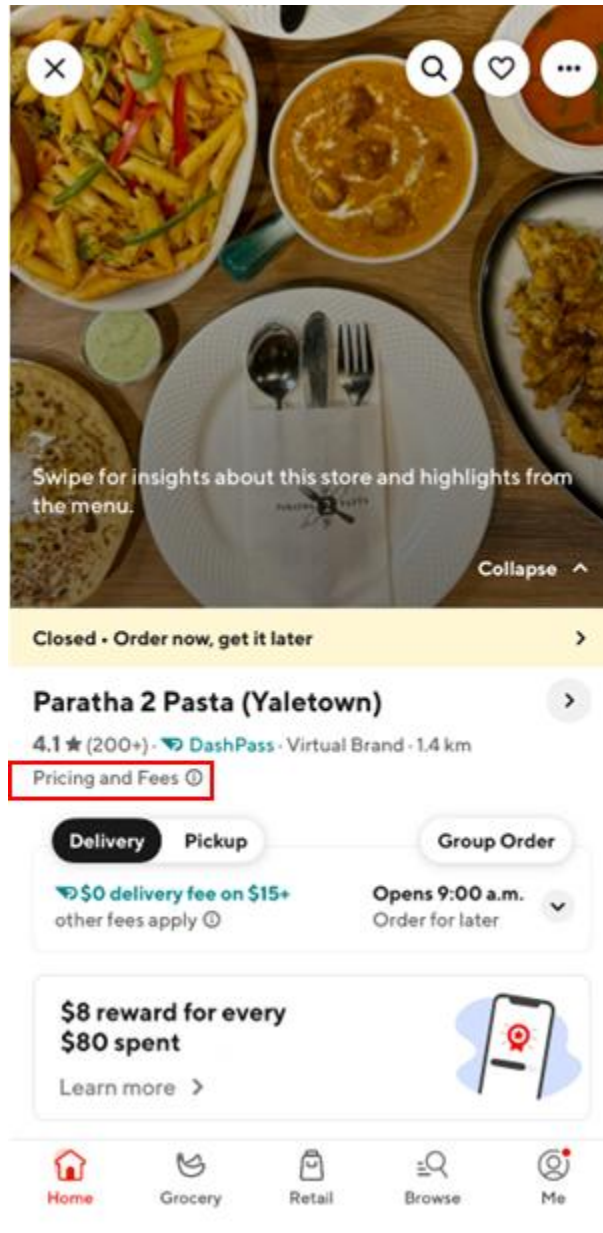 Swipe for insights about this store and highlights from
the menu.
Collapse
Closed • Order now, get it later
Paratha 2 Pasta (Yaletown)
4.1 ★ (200+) · DashPass · Virtual Brand · 1.4 km
Pricing and Fees
Delivery Pickup Group Order
$0 delivery fee on $15+ Opens 9:00 a.m.
other fees apply Order for later
$8 reward for every
$80 spent
Learn more
Home Grocery Retail Browse Me